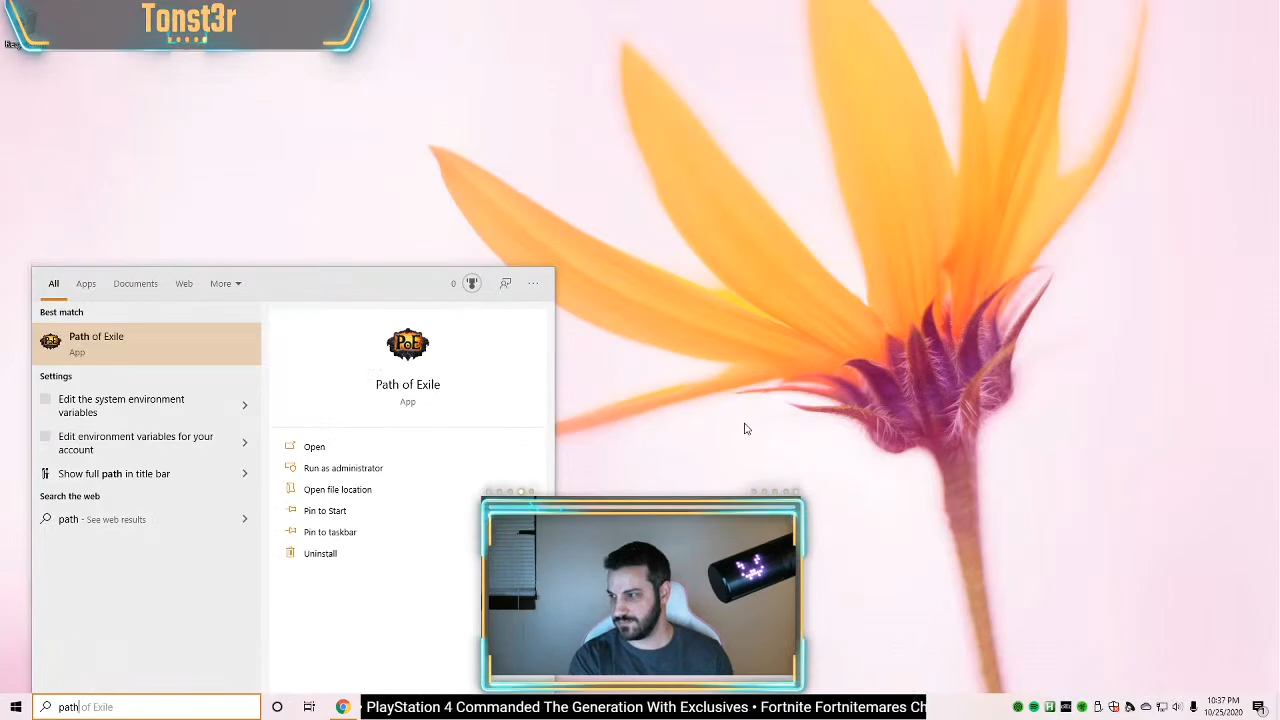 Tonst3r
All Apps Documents Web More 0
Best match
Path of Exile
App
Settings
Edit the system environment
variables
Edit environment variables for your
account
Show full path in title bar
Search the web
path - See web results
PoE
Path of Exile
App
Open
Run as administrator
Open file location
Pin to Start
Pin to taskbar
Uninstall
path of Exile
• PlayStation 4 Commanded The Generation With Exclusives • Fortnite Fortnitemares Ch
10:37 PM
10/25/2020
1